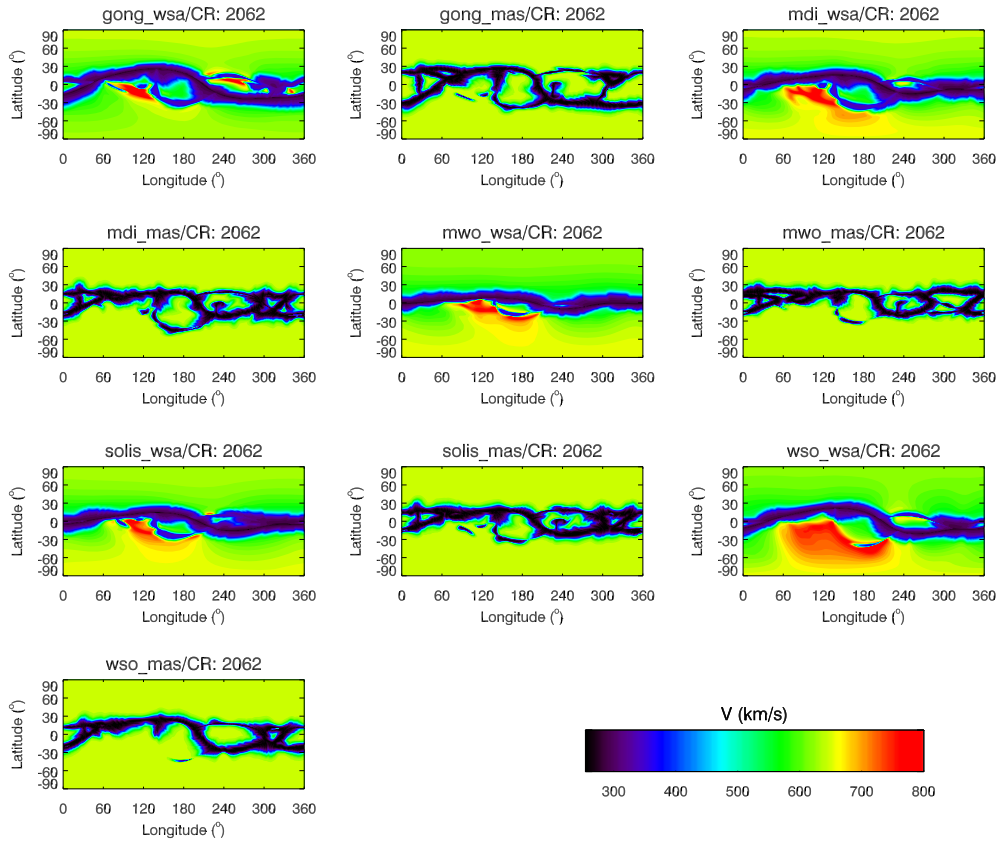 gong_wsa/CR: 2062
90
60
30
0
-30
-60
-90
Latitude (°)
0 60 120 180 240 300 360
Longitude (°)
gong_mas/CR: 2062
90
60
30
0
-30
-60
-90
Latitude (°)
0 60 120 180 240 300 360
Longitude (°)
mdi_wsa/CR: 2062
90
60
30
0
-30
-60
-90
Latitude (°)
0 60 120 180 240 300 360
Longitude (°)
mdi_mas/CR: 2062
90
60
30
0
-30
-60
-90
Latitude (°)
0 60 120 180 240 300 360
Longitude (°)
mwo_wsa/CR: 2062
90
60
30
0
-30
-60
-90
Latitude (°)
0 60 120 180 240 300 360
Longitude (°)
mwo_mas/CR: 2062
90
60
30
0
-30
-60
-90
Latitude (°)
0 60 120 180 240 300 360
Longitude (°)
solis_wsa/CR: 2062
90
60
30
0
-30
-60
-90
Latitude (°)
0 60 120 180 240 300 360
Longitude (°)
solis_mas/CR: 2062
90
60
30
0
-30
-60
-90
Latitude (°)
0 60 120 180 240 300 360
Longitude (°)
wso_wsa/CR: 2062
90
60
30
0
-30
-60
-90
Latitude (°)
0 60 120 180 240 300 360
Longitude (°)
wso_mas/CR: 2062
90
60
30
0
-30
-60
-90
Latitude (°)
0 60 120 180 240 300 360
Longitude (°)
V (km/s)
300 400 500 600 700 800